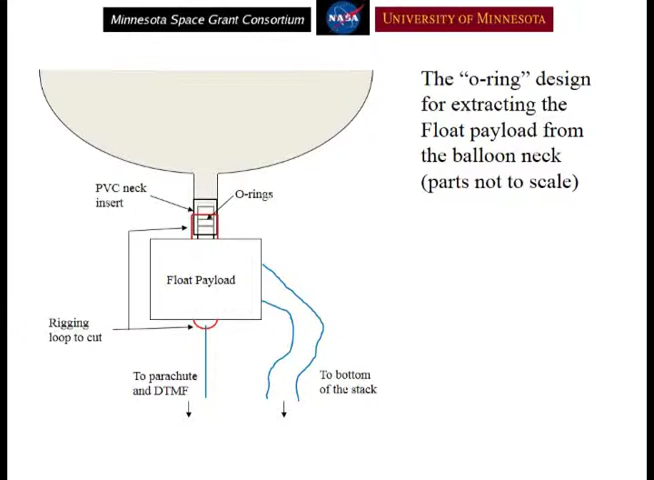 Minnesota Space Grant Consortium
NASA
UNIVERSITY OF MINNESOTA
The “o-ring” design
for extracting the
Float payload from
the balloon neck
(parts not to scale)
PVC neck
insert
O-rings
Float Payload
Rigging
loop to cut
To parachute
and DTMF
To bottom
of the stack